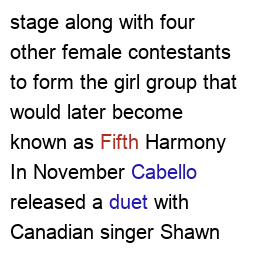 stage along with four
other female contestants
to form the girl group that
would later become
known as Fifth Harmony
In November Cabello
released a duet with
Canadian singer Shawn